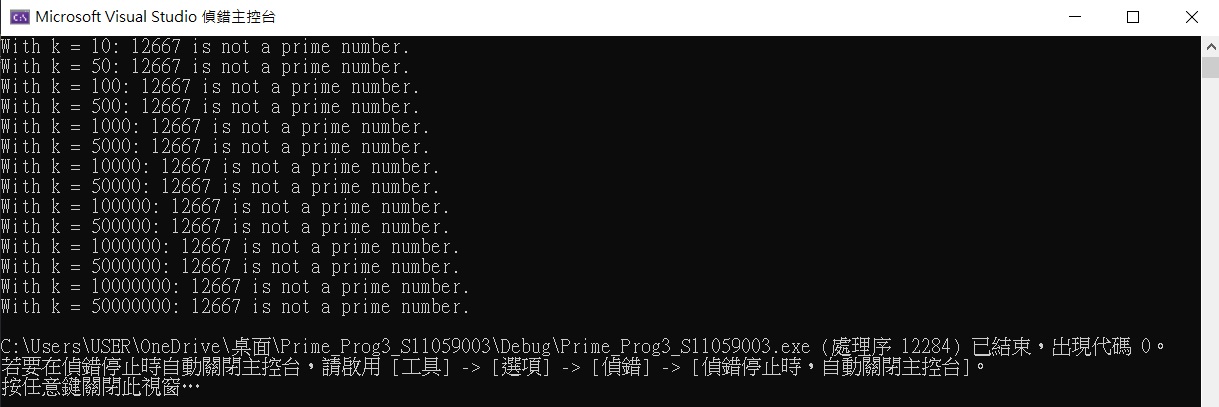 Microsoft Visual Studio 偵錯主控台
With k = 10: 12667 is not a prime number.
With k = 50: 12667 is not a prime number.
With k = 100: 12667 is not a prime number.
With k = 500: 12667 is not a prime number.
With k = 1000: 12667 is not a prime number.
With k = 5000: 12667 is not a prime number.
With k = 10000: 12667 is not a prime number.
With k = 50000: 12667 is not a prime number.
With k = 100000: 12667 is not a prime number.
With k = 500000: 12667 is not a prime number.
With k = 1000000: 12667 is not a prime number.
With k = 5000000: 12667 is not a prime number.
With k = 10000000: 12667 is not a prime number.
With k = 50000000: 12667 is not a prime number.
C:\Users\USER\OneDrive\桌面\Prime_Prog3_S11059003\Debug\Prime_Prog3_S11059003.exe (處理序 12284) 已結束，出現代碼 0。
若要在偵錯停止時自動關閉主控台，請啟用 [工具] -> [選項] -> [偵錯] -> [偵錯停止時，自動關閉主控台]。
按任意鍵關閉此視窗…